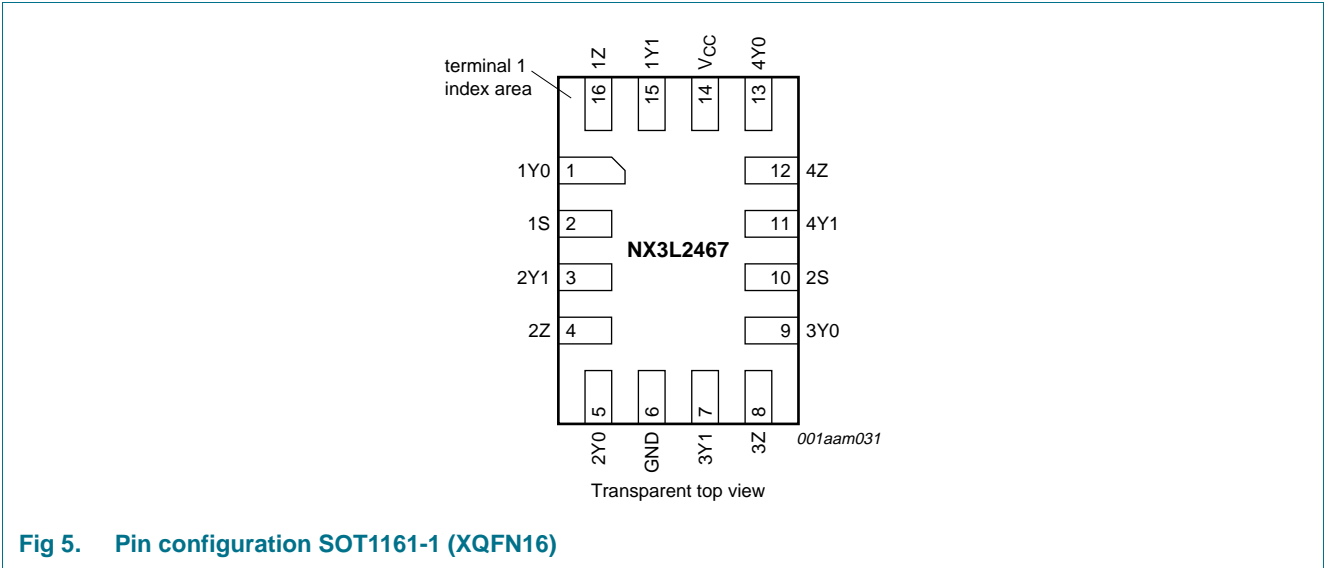 1Z 1Y1 VCC 4Y0
terminal 1
index area
16 15 14 13
1Y0 1 12 4Z
1S 2 11 4Y1
NX3L2467
2Y1 3 10 2S
2Z 4 9 3Y0
5 6 7 8
2Y0 GND 3Y1 3Z
001aam031
Transparent top view
Fig 5. Pin configuration SOT1161-1 (XQFN16)